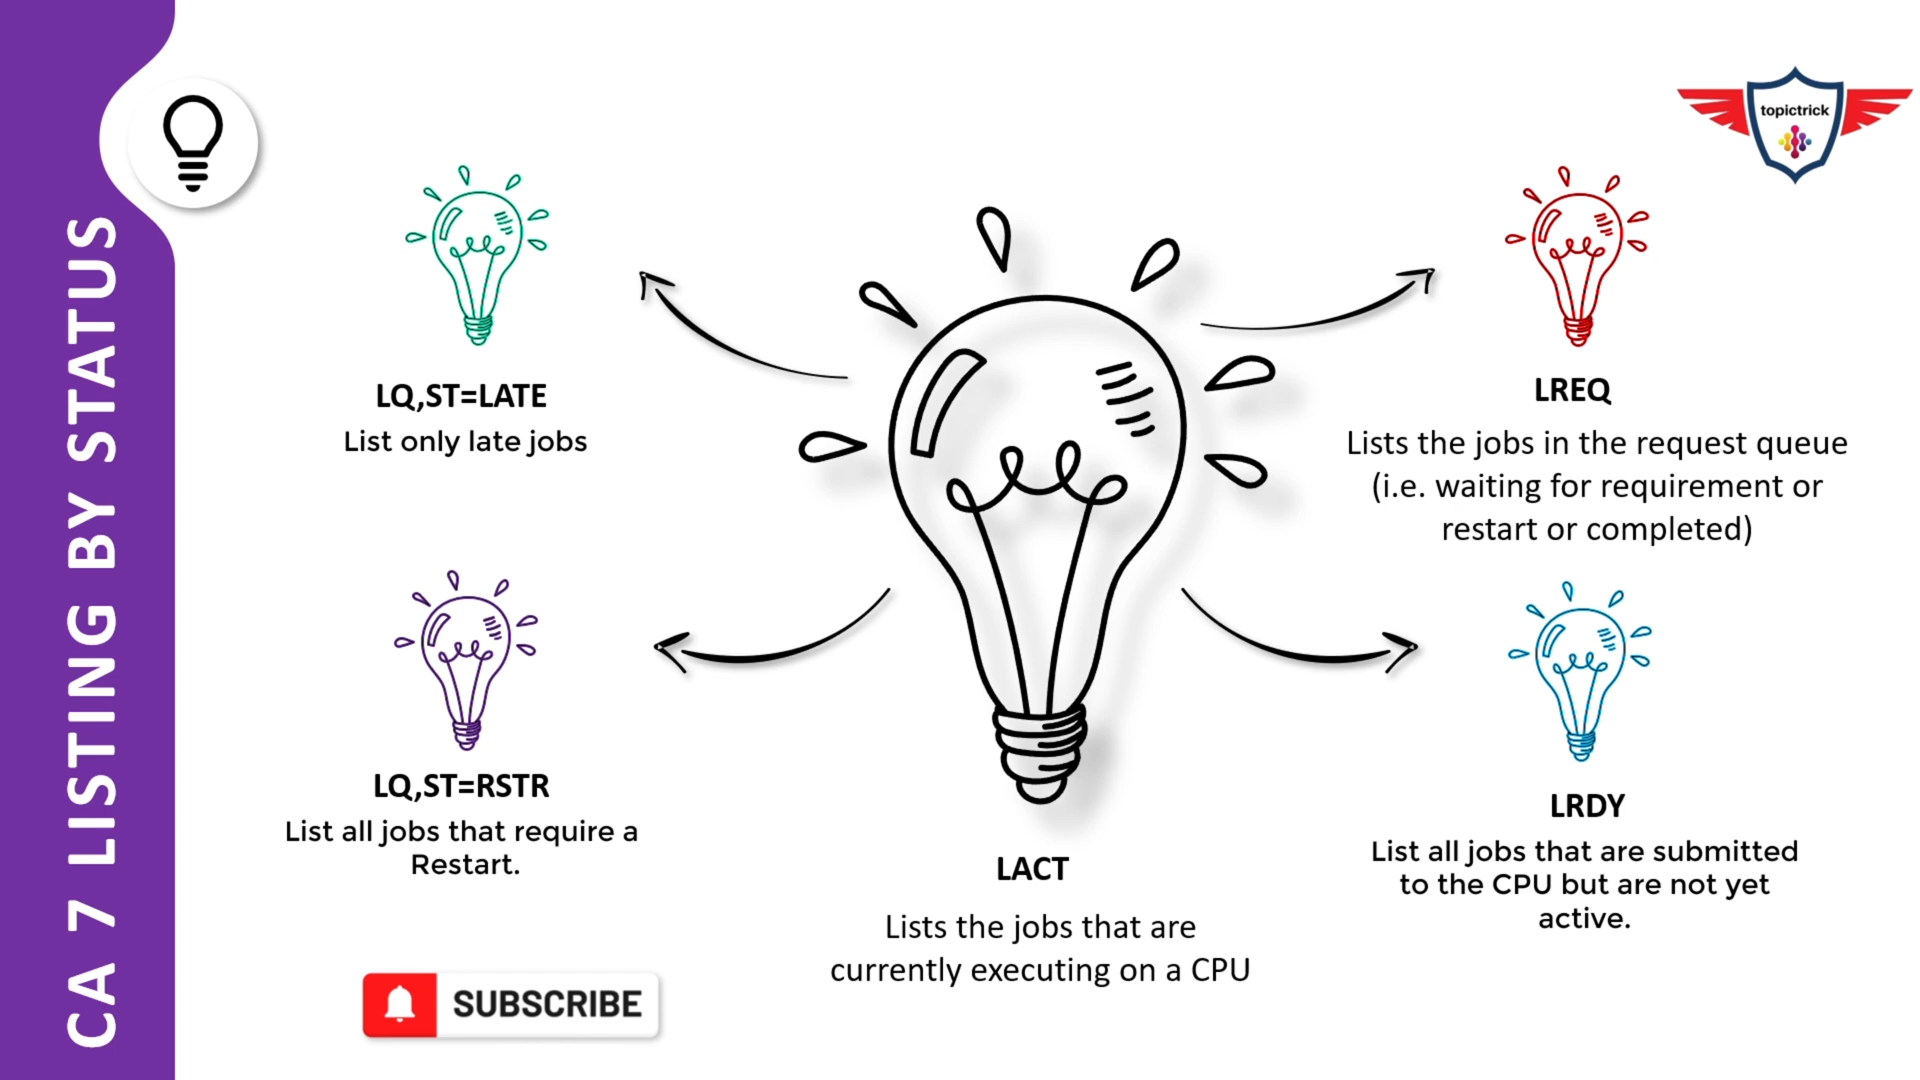 CA 7 LISTING BY STATUS
topictrick
LQ,ST=LATE
List only late jobs
LREQ
Lists the jobs in the request queue
(i.e. waiting for requirement or
restart or completed)
LQ,ST=RSTR
List all jobs that require a
Restart.
LACT
Lists the jobs that are
currently executing on a CPU
LRDY
List all jobs that are submitted
to the CPU but are not yet
active.
SUBSCRIBE